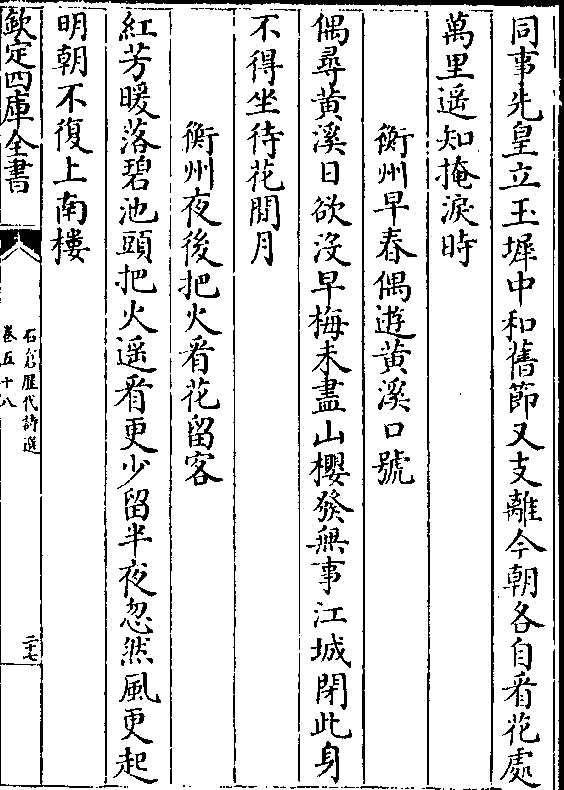 同事先皇立玉墀中和舊節又支離今朝各自看花處
萬里遥知掩淚時
衡州早春偶遊黄溪口號
偶尋黄溪日欲沒早梅未盡山櫻發無事江城閉此身
不得坐待花間月
衡州夜後把火看花留客
紅芳暖落碧池頭把火遥看更少留半夜忽然風更起
明朝不復上南樓
欽定四庫全書
石倉歷代詩選
卷五十八
二十七